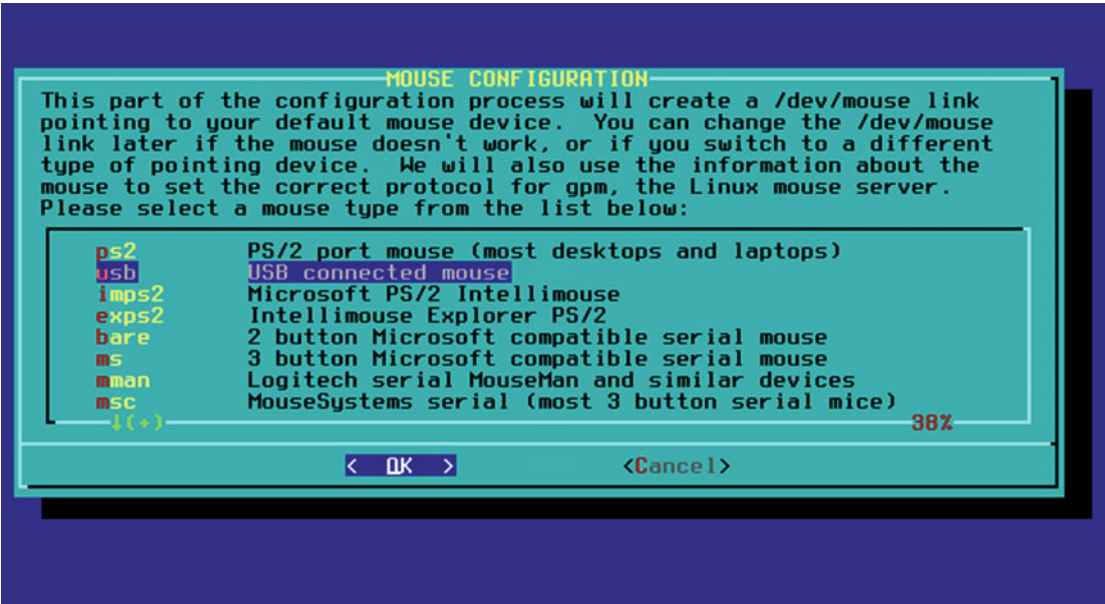 MOUSE CONFIGURATION
This part of the configuration process will create a /dev/mouse link
pointing to your default mouse device.  You can change the /dev/mouse
link later if the mouse doesn't work, or if you switch to a different
type of pointing device.  We will also use the information about the
mouse to set the correct protocol for gpm, the Linux mouse server.
Please select a mouse type from the list below:
ps2 PS/2 port mouse (most desktops and laptops)
usb USB connected mouse
imps2 Microsoft PS/2 Intellimouse
exps2 Intellimouse Explorer PS/2
bare 2 button Microsoft compatible serial mouse
ms 3 button Microsoft compatible serial mouse
mman Logitech serial MouseMan and similar devices
msc MouseSystems serial (most 3 button serial mice)
↓(+) 38%
< OK > <Cancel>